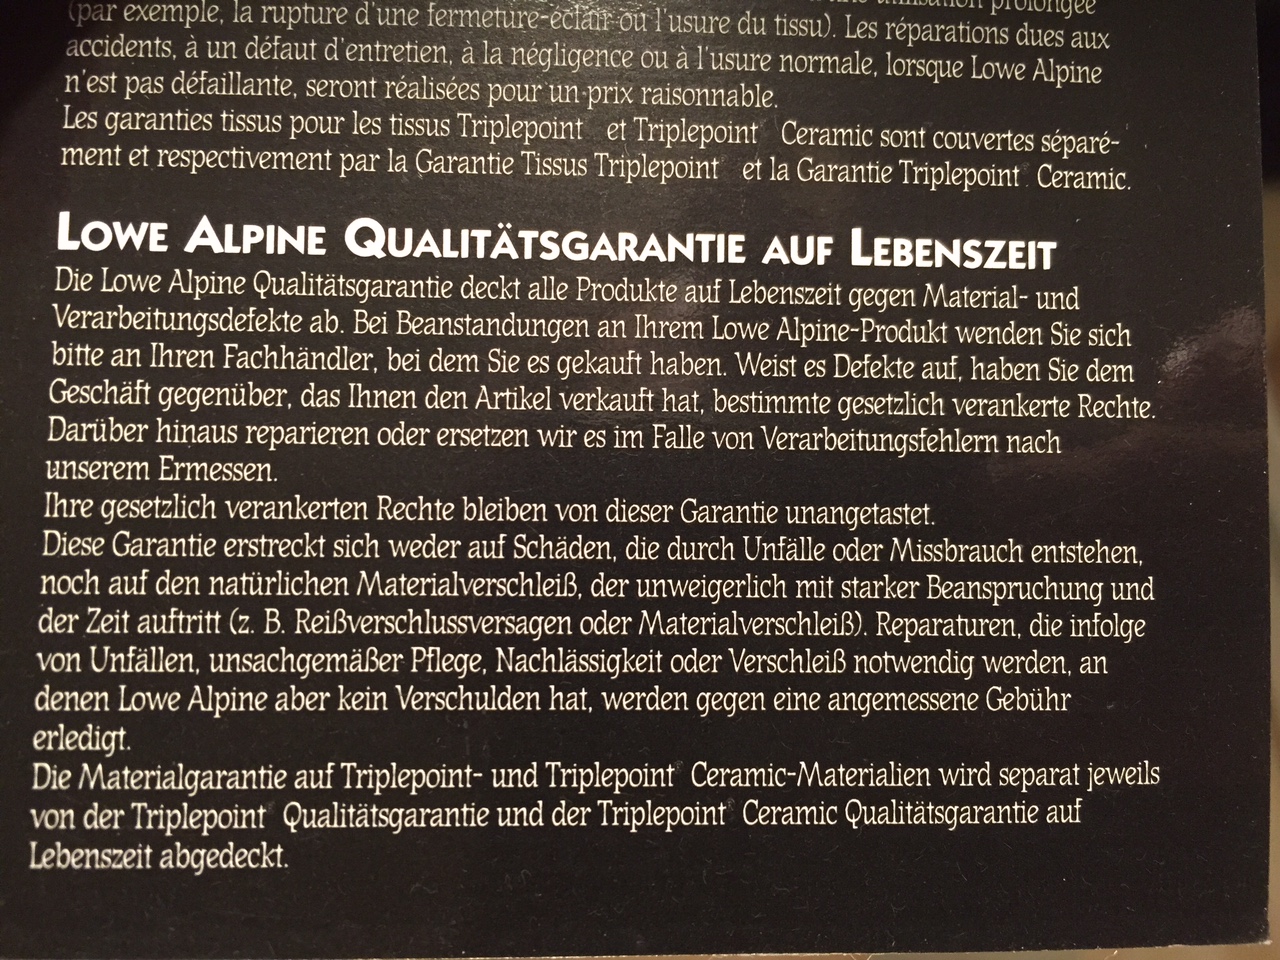 utilisation prolongée
(par exemple, la rupture d'une fermeture-éclair ou l'usure du tissu). Les réparations dues aux
accidents, à un défaut d'entretien, à la négligence ou à l'usure normale, lorsque Lowe Alpine
n'est pas défaillante, seront réalisées pour un prix raisonnable.
Les garanties tissus pour les tissus Triplepoint et Triplepoint Ceramic sont couvertes séparé-
ment et respectivement par la Garantie Tissus Triplepoint et la Garantie Triplepoint Ceramic.
LOWE ALPINE QUALITÄTSGARANTIE AUF LEBENSZEIT
Die Lowe Alpine Qualitätsgarantie deckt alle Produkte auf Lebenszeit gegen Material- und
Verarbeitungsdefekte ab. Bei Beanstandungen an Ihrem Lowe Alpine-Produkt wenden Sie sich
bitte an Ihren Fachhändler, bei dem Sie es gekauft haben. Weist es Defekte auf, haben Sie dem
Geschäft gegenüber, das Ihnen den Artikel verkauft hat, bestimmte gesetzlich verankerte Rechte.
Darüber hinaus reparieren oder ersetzen wir es im Falle von Verarbeitungsfehlern nach
unserem Ermessen.
Ihre gesetzlich verankerten Rechte bleiben von dieser Garantie unangetastet.
Diese Garantie erstreckt sich weder auf Schäden, die durch Unfälle oder Missbrauch entstehen,
noch auf den natürlichen Materialverschleiß, der unweigerlich mit starker Beanspruchung und
der Zeit auftritt (z. B. Reißverschlussversagen oder Materialverschleiß). Reparaturen, die infolge
von Unfällen, unsachgemäßer Pflege, Nachlässigkeit oder Verschleiß notwendig werden, an
denen Lowe Alpine aber kein Verschulden hat, werden gegen eine angemessene Gebühr
erledigt.
Die Materialgarantie auf Triplepoint- und Triplepoint Ceramic-Materialien wird separat jeweils
von der Triplepoint Qualitätsgarantie und der Triplepoint Ceramic Qualitätsgarantie auf
Lebenszeit abgedeckt.